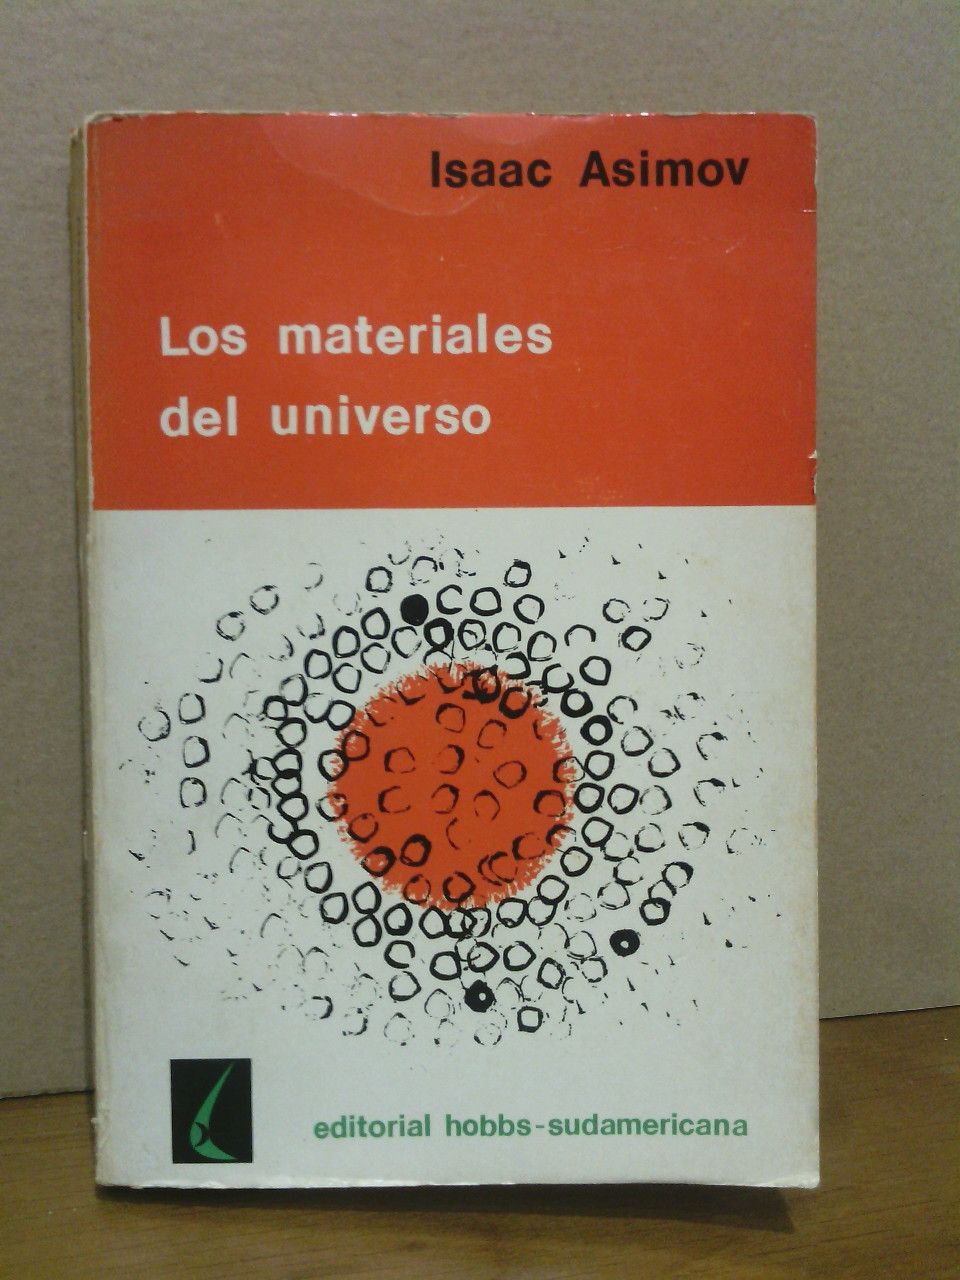 Isaac Asimov
Los materiales
del universo
editorial hobbs-sudamericana